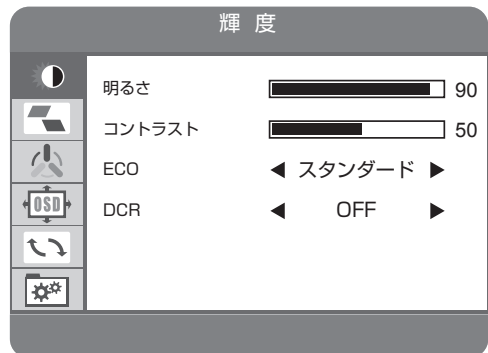 輝 度
明るさ 90
コントラスト 50
ECO ◀ スタンダード ▶
DCR ◀ OFF ▶
OSD